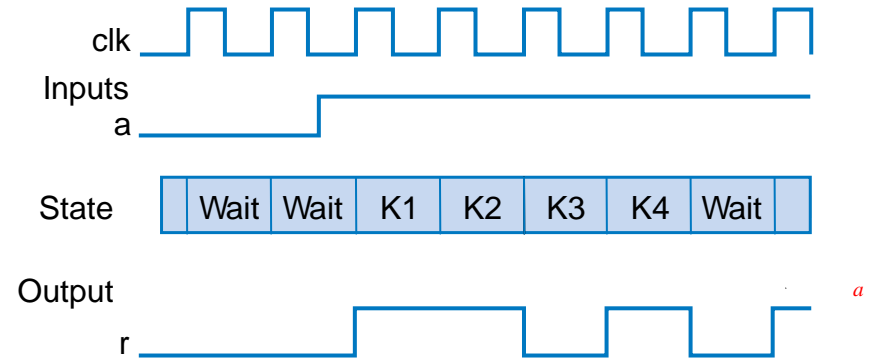 clk
Inputs
a
State Wait Wait K1 K2 K3 K4 Wait
Output
a
r